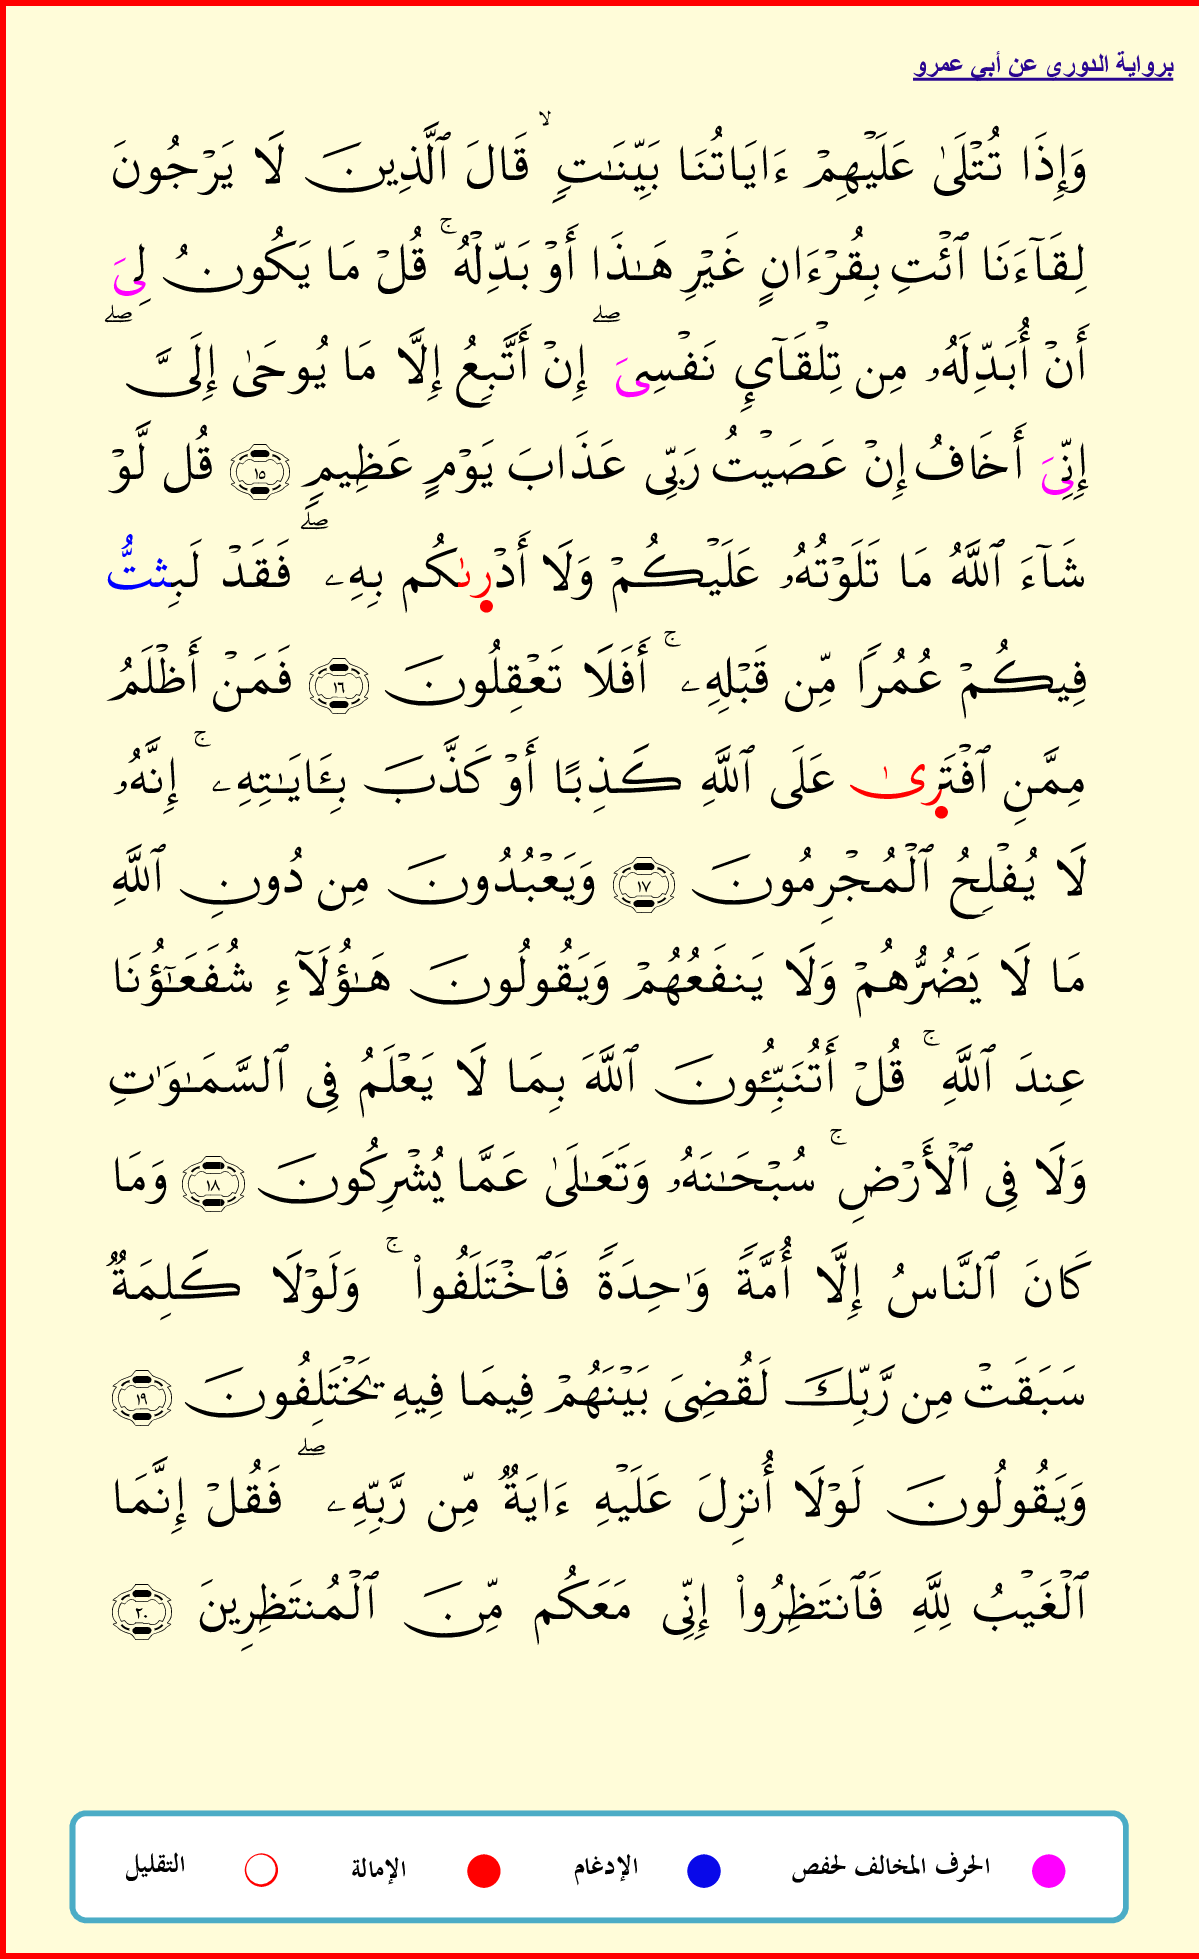 برواية الدورى عن أبى عمرو
وَإِذَا تُتۡلَىٰ عَلَيۡهِمۡ ءَايَاتُنَا بَيِّنَٰتٖ ۙ قَالَ ٱلَّذِينَ لَا يَرۡجُونَ
لِقَآءَنَا ٱئۡتِ بِقُرۡءَانٍ غَيۡرِ هَٰذَا أَوۡ بَدِّلۡهُ ۚ قُلۡ مَا يَكُونُ لِىَ
أَنۡ أُبَدِّلَهُۥ مِن تِلۡقَآىِٕ نَفۡسِىَ ۖ إِنۡ أَتَّبِعُ إِلَّا مَا يُوحَىٰ إِلَىَّ ۖ
إِنِّىَ أَخَافُ إِنۡ عَصَيۡتُ رَبِّى عَذَابَ يَوۡمٍ عَظِيمٖ ١٥ قُل لَّوۡ
شَآءَ ٱللَّهُ مَا تَلَوۡتُهُۥ عَلَيۡكُمۡ وَلَا أَدۡرٜىٰكُم بِهِۦ ۖ فَقَدۡ لَبِثتُّ
فِيكُمۡ عُمُرٗا مِّن قَبۡلِهِۦ ۚ أَفَلَا تَعۡقِلُونَ ١٦ فَمَنۡ أَظۡلَمُ
مِمَّنِ ٱفۡتَرٜىٰ عَلَى ٱللَّهِ كَذِبًا أَوۡ كَذَّبَ بِـَٔايَٰتِهِۦ ۚ إِنَّهُۥ
لَا يُفۡلِحُ ٱلۡمُجۡرِمُونَ ١٧ وَيَعۡبُدُونَ مِن دُونِ ٱللَّهِ
مَا لَا يَضُرُّهُمۡ وَلَا يَنفَعُهُمۡ وَيَقُولُونَ هَٰؤُلَآءِ شُفَعَٰٓؤُنَا
عِندَ ٱللَّهِ ۚ قُلۡ أَتُنَبِّـُٔونَ ٱللَّهَ بِمَا لَا يَعۡلَمُ فِى ٱلسَّمَٰوَٰتِ
وَلَا فِى ٱلۡأَرۡضِ ۚ سُبۡحَٰنَهُۥ وَتَعَٰلَىٰ عَمَّا يُشۡرِكُونَ ١٨ وَمَا
كَانَ ٱلنَّاسُ إِلَّا أُمَّةٗ وَٰحِدَةٗ فَٱخۡتَلَفُواْ ۚ وَلَوۡلَا كَلِمَةٞ
سَبَقَتۡ مِن رَّبِّكَ لَقُضِىَ بَيۡنَهُمۡ فِيمَا فِيهِ يَخۡتَلِفُونَ ١٩
وَيَقُولُونَ لَوۡلَا أُنزِلَ عَلَيۡهِ ءَايَةٞ مِّن رَّبِّهِۦ ۖ فَقُلۡ إِنَّمَا
ٱلۡغَيۡبُ لِلَّهِ فَٱنتَظِرُواْ إِنِّى مَعَكُم مِّنَ ٱلۡمُنتَظِرِينَ ٢٠
الحرف المخالف لحفص الإدغام الإمالة التقليل